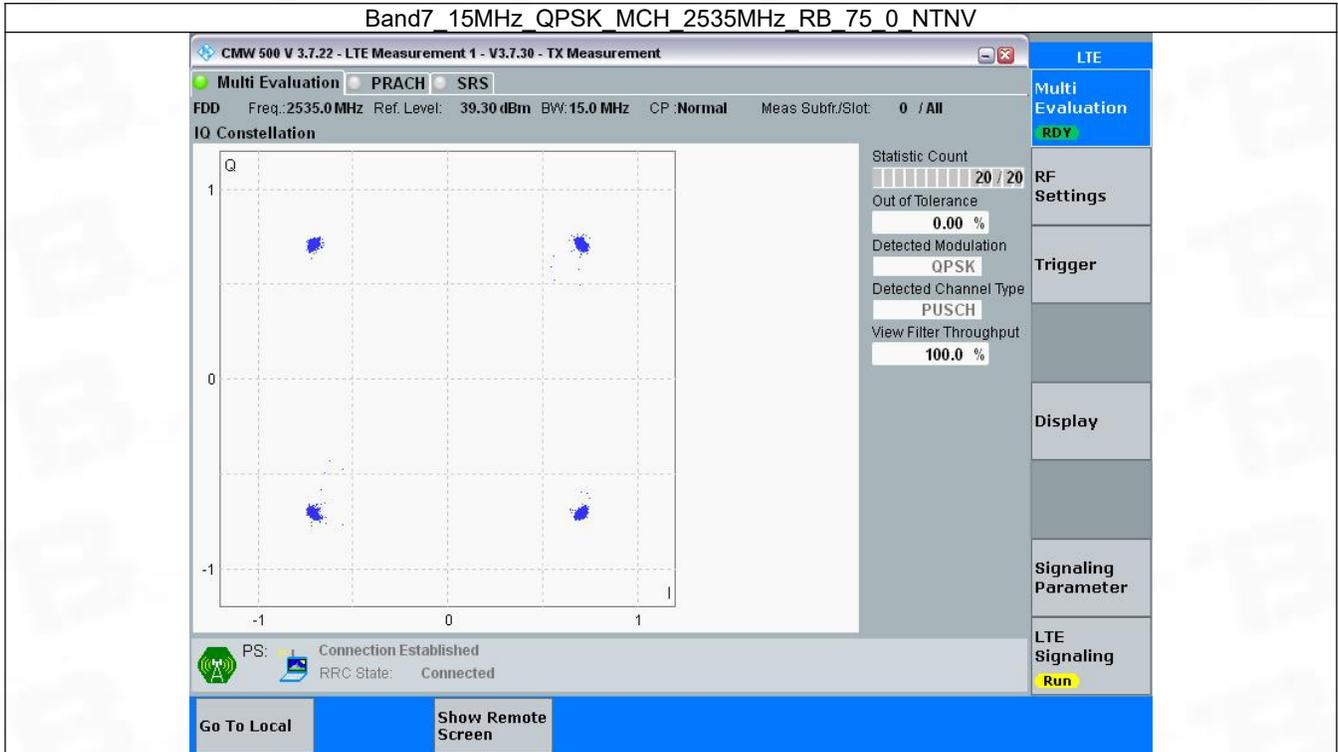 Band7_15MHz_QPSK_MCH_2535MHz_RB_75_0_NTNV
CMW 500 V 3.7.22 - LTE Measurement 1 - V3.7.30 - TX Measurement
LTE
Multi Evaluation PRACH SRS
Multi
Evaluation
RDY
FDD Freq.:2535.0 MHz Ref. Level: 39.30 dBm BW:15.0 MHz CP :Normal Meas Subfr./Slot: 0 / All
IQ Constellation
Q
1
0
-1
-1 0 1
I
Statistic Count
20 / 20
Out of Tolerance
0.00 %
Detected Modulation
QPSK
Detected Channel Type
PUSCH
View Filter Throughput
100.0 %
RF
Settings
Trigger
Display
Signaling
Parameter
LTE
Signaling
Run
PS: Connection Established
RRC State: Connected
Go To Local
Show Remote
Screen